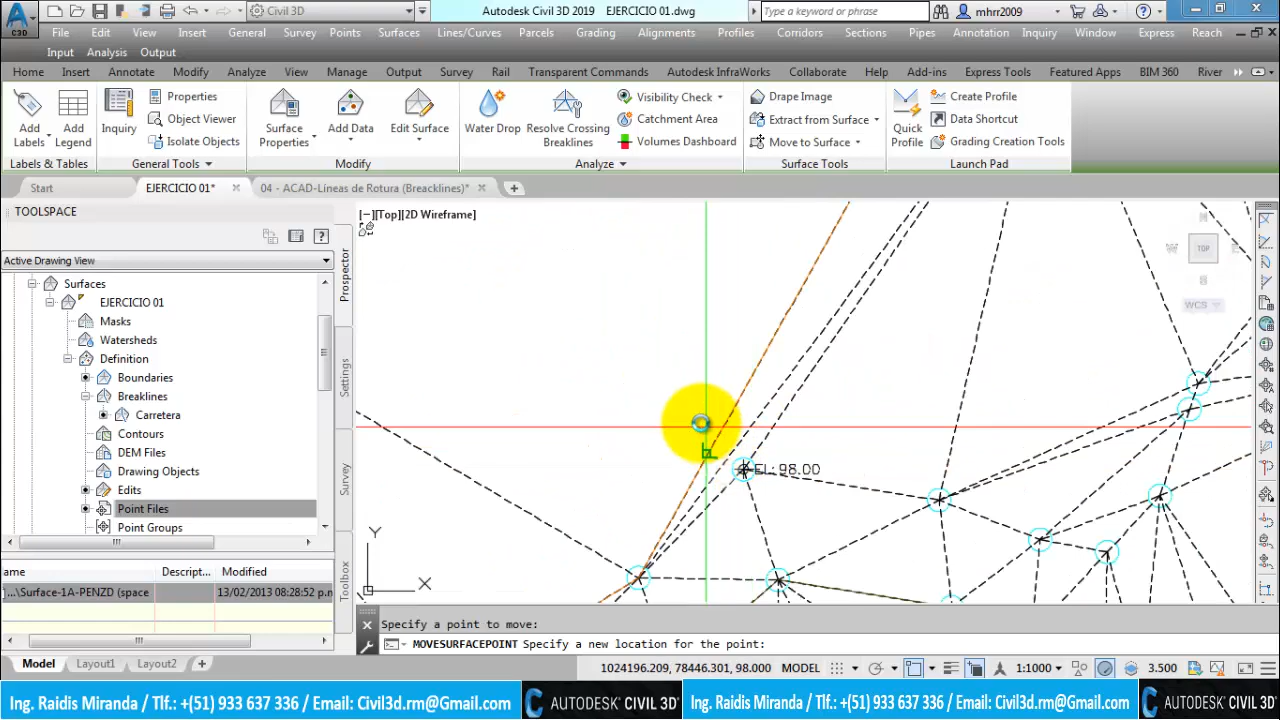 C3D
Civil 3D
Autodesk Civil 3D 2019 EJERCICIO 01.dwg
Type a keyword or phrase
mhrr2009
File Edit View Insert General Survey Points Surfaces Lines/Curves Parcels Grading Alignments Profiles Corridors Sections Pipes Annotation Inquiry Window Express Reach
Input Analysis Output
Home Insert Annotate Modify Analyze View Manage Output Survey Rail Transparent Commands Autodesk InfraWorks Collaborate Help Add-ins Express Tools Featured Apps BIM 360 River
Add Labels
Add Legend
Inquiry
Properties
Object Viewer
Isolate Objects
Surface Properties
Add Data
Edit Surface
Water Drop
Resolve Crossing Breaklines
Visibility Check
Catchment Area
Volumes Dashboard
Drape Image
Extract from Surface
Move to Surface
Quick Profile
Create Profile
Data Shortcut
Grading Creation Tools
Labels & Tables General Tools Modify Analyze Surface Tools Launch Pad
Start EJERCICIO 01* 04 - ACAD-Líneas de Rotura (Breacklines)*
TOOLSPACE
Active Drawing View
Surfaces
EJERCICIO 01
Masks
Watersheds
Definition
Boundaries
Breaklines
Carretera
Contours
DEM Files
Drawing Objects
Edits
Point Files
Point Groups
Prospector
Settings
Survey
Toolbox
ame Descript... Modified
...\Surface-1A-PENZD (space 13/02/2013 08:28:52 p.n
[−][Top][2D Wireframe]
TOP
WCS
EL: 98.00
Y
X
Specify a point to move:
MOVESURFACEPOINT Specify a new location for the point:
Model Layout1 Layout2
1024196.209, 78446.301, 98.000 MODEL 1:1000 3.500
Ing. Raidis Miranda / Tlf.: +(51) 933 637 336 / Email: Civil3d.rm@Gmail.com AUTODESK® CIVIL 3D® Ing. Raidis Miranda / Tlf.: +(51) 933 637 336 / Email: Civil3d.rm@Gmail.com AUTODESK® CIVIL 3D